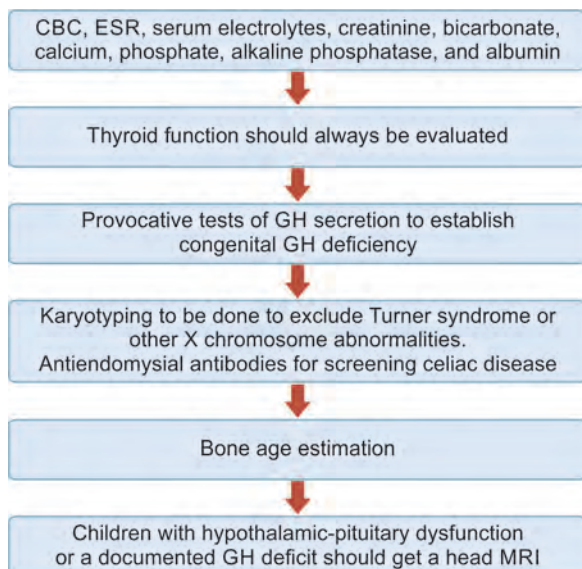 CBC, ESR, serum electrolytes, creatinine, bicarbonate,
calcium, phosphate, alkaline phosphatase, and albumin
Thyroid function should always be evaluated
Provocative tests of GH secretion to establish
congenital GH deficiency
Karyotyping to be done to exclude Turner syndrome or
other X chromosome abnormalities.
Antiendomysial antibodies for screening celiac disease
Bone age estimation
Children with hypothalamic-pituitary dysfunction
or a documented GH deficit should get a head MRI